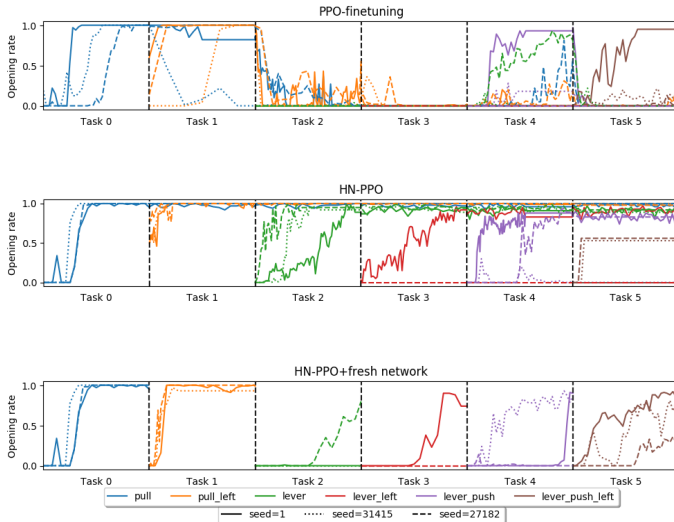 PPO-finetuning
1.0
0.5
0.0
Opening rate
Task 0 Task 1 Task 2 Task 3 Task 4 Task 5
HN-PPO
1.0
0.5
0.0
Opening rate
Task 0 Task 1 Task 2 Task 3 Task 4 Task 5
HN-PPO+fresh network
1.0
0.5
0.0
Opening rate
Task 0 Task 1 Task 2 Task 3 Task 4 Task 5
pull pull_left lever lever_left lever_push lever_push_left
seed=1 seed=31415 seed=27182